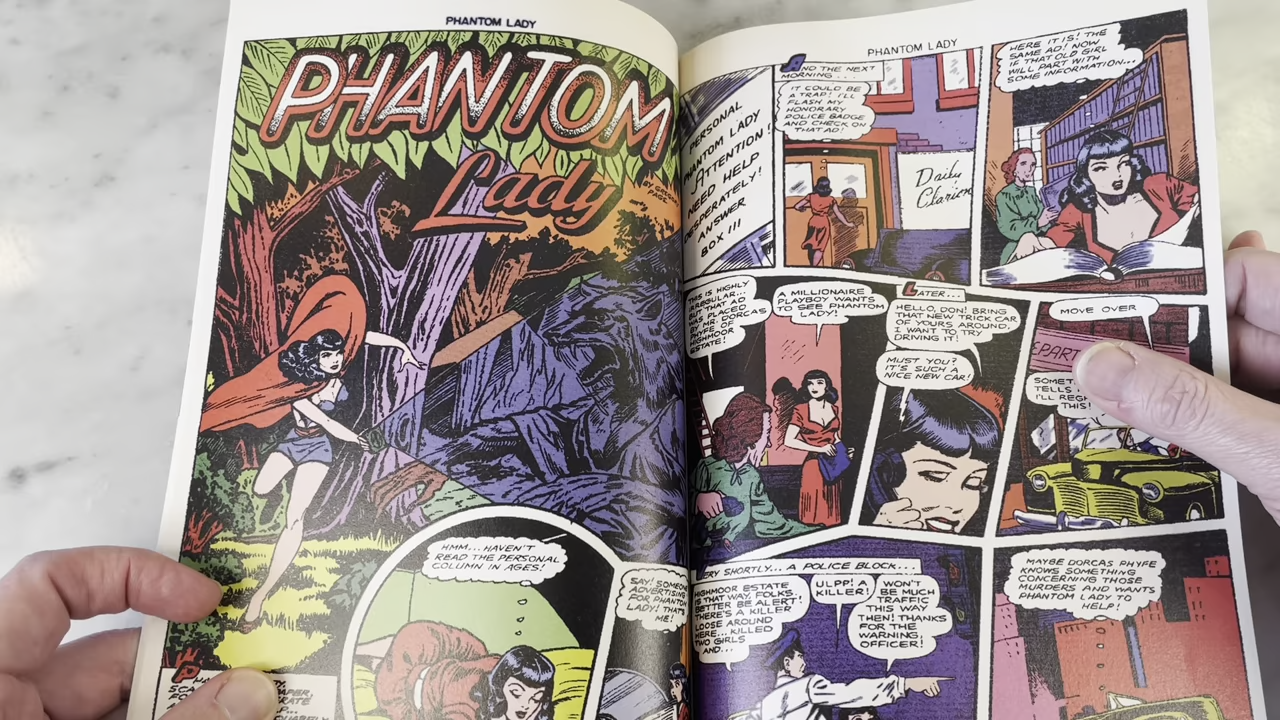 PHANTOM LADY
PHANTOM
Lady
BY GREGORY
PAGE
HMM...HAVEN'T
READ THE PERSONAL
COLUMN IN AGES!
SAY! SOMEONE
ADVERTISING
FOR PHANTOM
LADY! THAT
ME!
PHANTOM LADY
PERSONAL
PHANTOM LADY
ATTENTION!
NEED HELP
DESPERATELY!
ANSWER
BOX 111
AND THE NEXT
MORNING...
IT COULD BE
A TRAP! I'LL
FLASH MY
HONORARY
POLICE BADGE
AND CHECK ON
THAT AD!
Daily
Clarion
HERE IT IS! THE
SAME AD! NOW
IF THAT OLD GIRL
WILL PART WITH
SOME INFORMATION...
THIS IS HIGHLY
IRREGULAR...
THAT AD
WAS PLACED
BY MR. DORCAS
PHYFE OF
HIGHMOOR
ESTATE!
A MILLIONAIRE
PLAYBOY WANTS
TO SEE PHANTOM
LADY!
LATER...
HELLO, DON! BRING
THAT NEW TRICK CAR
OF YOURS AROUND,
I WANT TO TRY
DRIVING IT!
MUST YOU?
IT'S SUCH A
NICE NEW CAR!
MOVE OVER
TELLS
I'LL
THIS!
VERY SHORTLY... A POLICE BLOCK...
HIGHMOOR ESTATE
IS THAT WAY, FOLKS.
BETTER BE ALERT!
THERE'S A KILLER
LOOSE AROUND
HERE... KILLED
TWO GIRLS
AND...
ULPP! A
KILLER!
WON'T
BE MUCH
TRAFFIC
THIS WAY
THEN! THANKS
FOR THE
WARNING,
OFFICER!
MAYBE DORCAS PHYFE
KNOWS SOMETHING
CONCERNING THOSE
MURDERS AND WANTS
PHANTOM LADY TO
HELP!